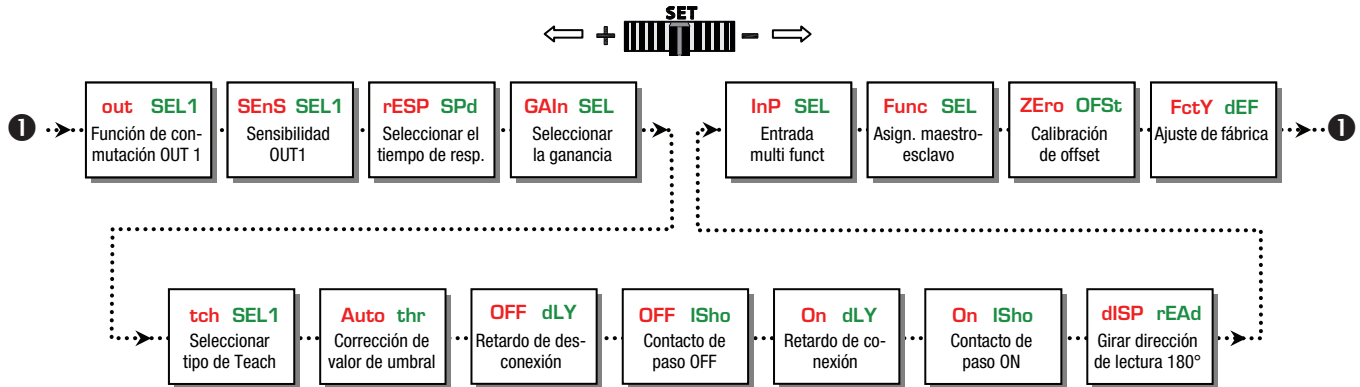 SET
+ -
❶
out SEL1
Función de con-
mutación OUT 1
SEnS SEL1
Sensibilidad
OUT1
rESP SPd
Seleccionar el
tiempo de resp.
GAIn SEL
Seleccionar
la ganancia
tch SEL1
Seleccionar
tipo de Teach
Auto thr
Corrección de
valor de umbral
OFF dLY
Retardo de des-
conexión
OFF ISho
Contacto de
paso OFF
On dLY
Retardo de co-
nexión
On ISho
Contacto de
paso ON
dISP rEAd
Girar dirección
de lectura 180°
InP SEL
Entrada
multi funct
Func SEL
Asign. maestro-
esclavo
ZEro OFSt
Calibración
de offset
FctY dEF
Ajuste de fábrica
❶